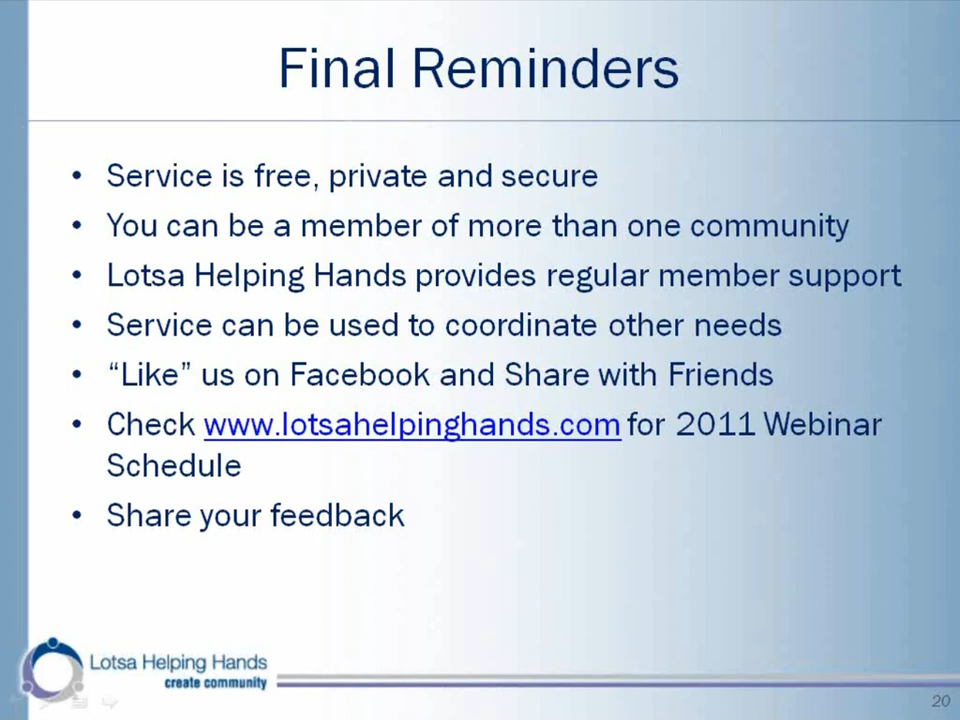 Final Reminders
• Service is free, private and secure
• You can be a member of more than one community
• Lotsa Helping Hands provides regular member support
• Service can be used to coordinate other needs
• “Like” us on Facebook and Share with Friends
• Check www.lotsahelpinghands.com for 2011 Webinar
Schedule
• Share your feedback
Lotsa Helping Hands
create community
20